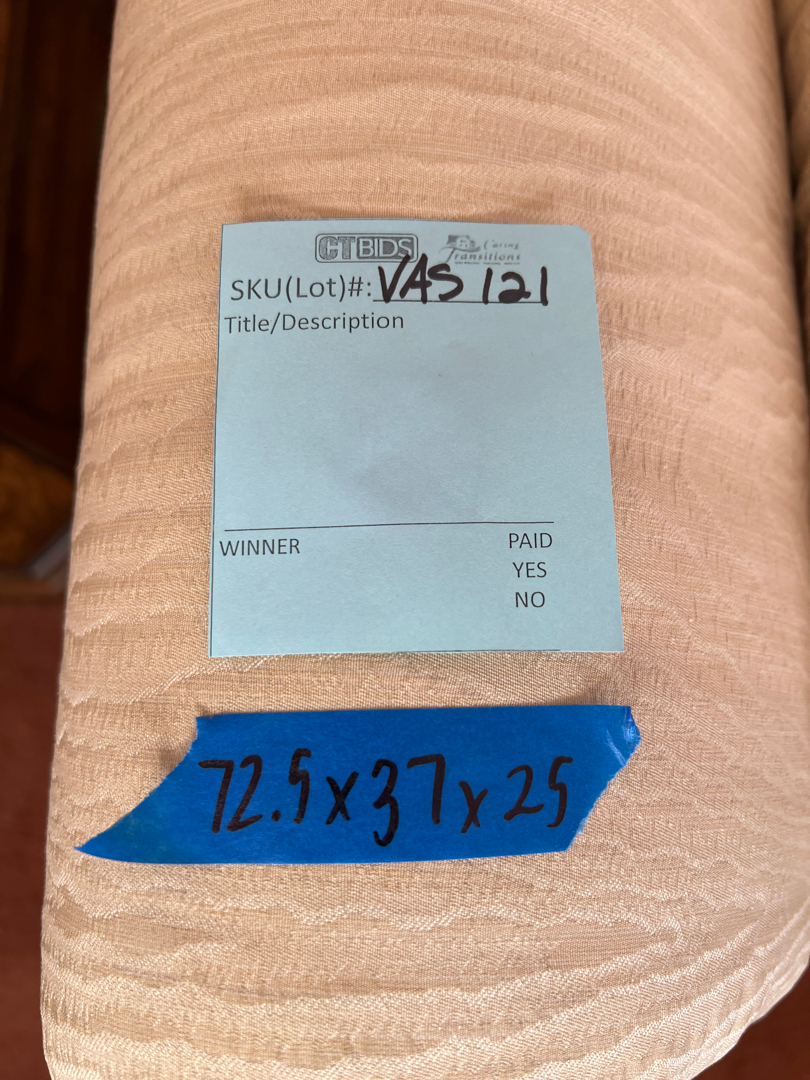 CTBIDS
Caring
Transitions
SKU(Lot)#: VAS 121
Title/Description
WINNER
PAID
YES
NO
72.5 x 37 x 25